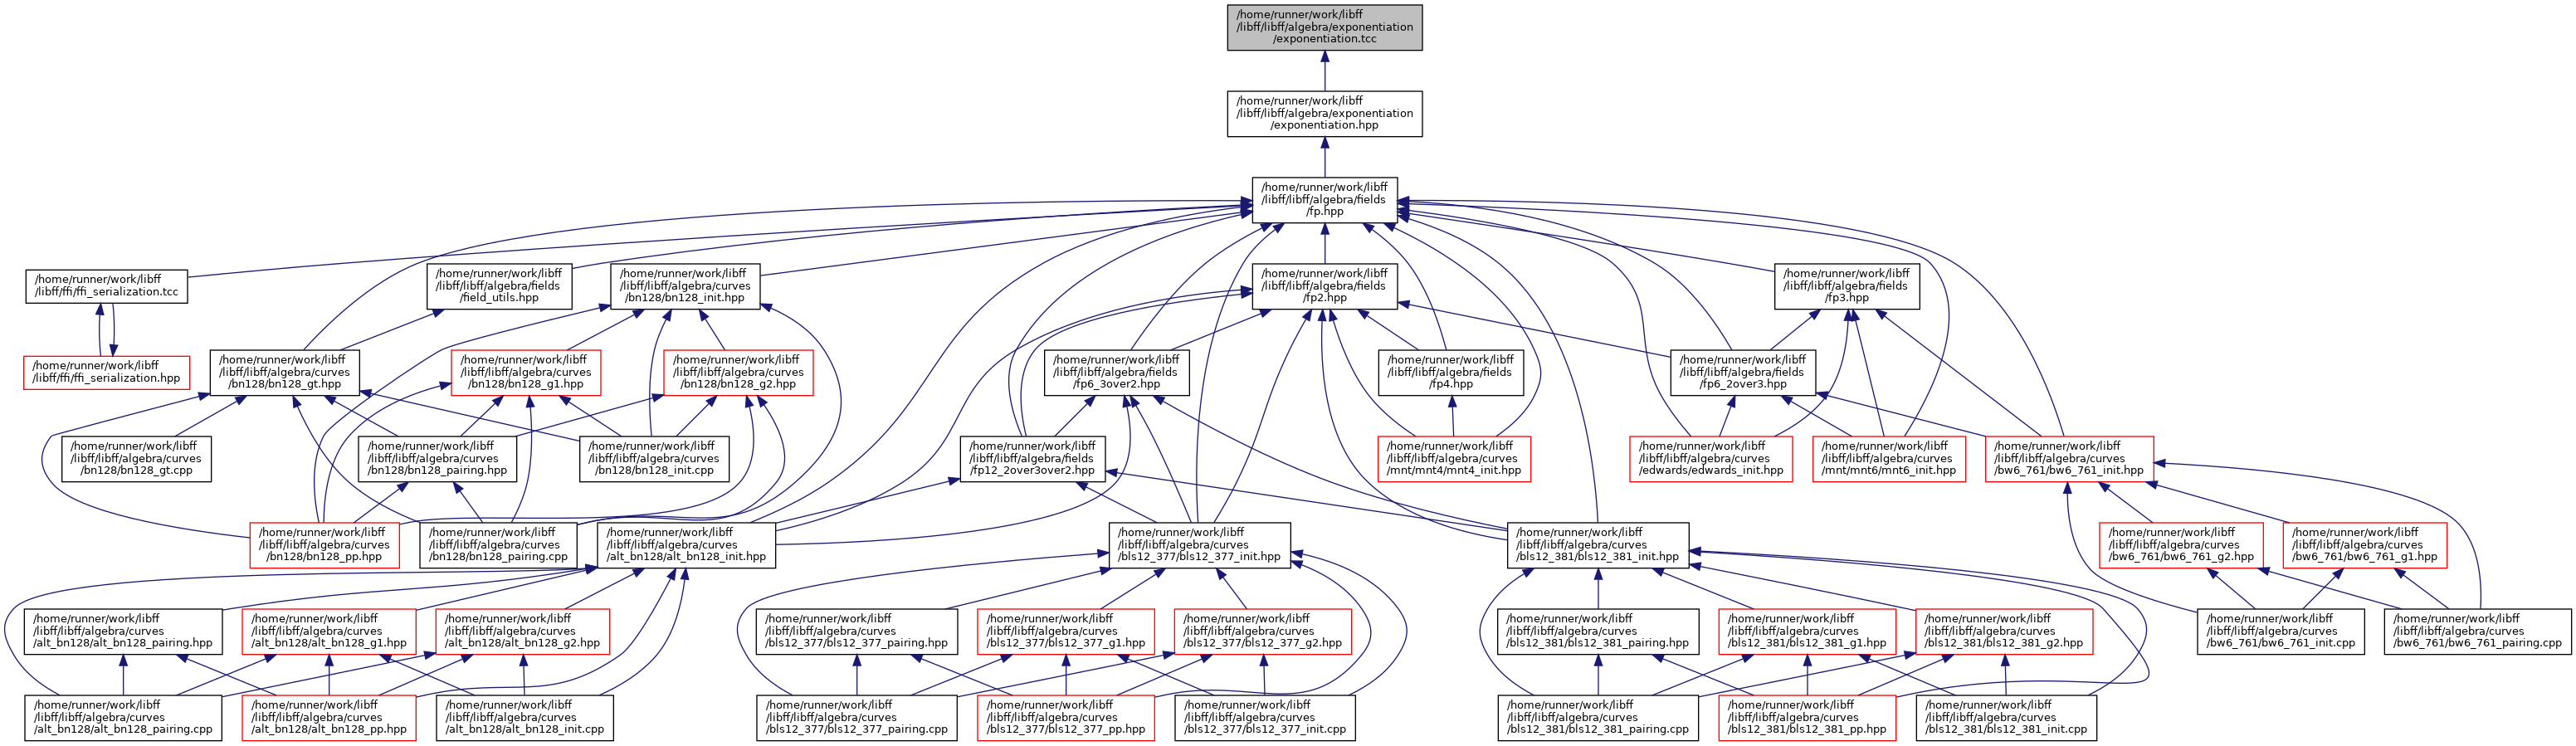 /home/runner/work/libff
/libff/libff/algebra/exponentiation
/exponentiation.tcc
/home/runner/work/libff
/libff/libff/algebra/exponentiation
/exponentiation.hpp
/home/runner/work/libff
/libff/libff/algebra/fields
/fp.hpp
/home/runner/work/libff
/libff/ffi/ffi_serialization.tcc
/home/runner/work/libff
/libff/libff/algebra/fields
/field_utils.hpp
/home/runner/work/libff
/libff/libff/algebra/curves
/bn128/bn128_init.hpp
/home/runner/work/libff
/libff/libff/algebra/fields
/fp2.hpp
/home/runner/work/libff
/libff/libff/algebra/fields
/fp3.hpp
/home/runner/work/libff
/libff/ffi/ffi_serialization.hpp
/home/runner/work/libff
/libff/libff/algebra/curves
/bn128/bn128_gt.hpp
/home/runner/work/libff
/libff/libff/algebra/curves
/bn128/bn128_g1.hpp
/home/runner/work/libff
/libff/libff/algebra/curves
/bn128/bn128_g2.hpp
/home/runner/work/libff
/libff/libff/algebra/fields
/fp6_3over2.hpp
/home/runner/work/libff
/libff/libff/algebra/fields
/fp4.hpp
/home/runner/work/libff
/libff/libff/algebra/fields
/fp6_2over3.hpp
/home/runner/work/libff
/libff/libff/algebra/curves
/bn128/bn128_gt.cpp
/home/runner/work/libff
/libff/libff/algebra/curves
/bn128/bn128_pairing.hpp
/home/runner/work/libff
/libff/libff/algebra/curves
/bn128/bn128_init.cpp
/home/runner/work/libff
/libff/libff/algebra/fields
/fp12_2over3over2.hpp
/home/runner/work/libff
/libff/libff/algebra/curves
/mnt/mnt4/mnt4_init.hpp
/home/runner/work/libff
/libff/libff/algebra/curves
/edwards/edwards_init.hpp
/home/runner/work/libff
/libff/libff/algebra/curves
/mnt/mnt6/mnt6_init.hpp
/home/runner/work/libff
/libff/libff/algebra/curves
/bw6_761/bw6_761_init.hpp
/home/runner/work/libff
/libff/libff/algebra/curves
/bn128/bn128_pp.hpp
/home/runner/work/libff
/libff/libff/algebra/curves
/bn128/bn128_pairing.cpp
/home/runner/work/libff
/libff/libff/algebra/curves
/alt_bn128/alt_bn128_init.hpp
/home/runner/work/libff
/libff/libff/algebra/curves
/bls12_377/bls12_377_init.hpp
/home/runner/work/libff
/libff/libff/algebra/curves
/bls12_381/bls12_381_init.hpp
/home/runner/work/libff
/libff/libff/algebra/curves
/bw6_761/bw6_761_g2.hpp
/home/runner/work/libff
/libff/libff/algebra/curves
/bw6_761/bw6_761_g1.hpp
/home/runner/work/libff
/libff/libff/algebra/curves
/alt_bn128/alt_bn128_pairing.hpp
/home/runner/work/libff
/libff/libff/algebra/curves
/alt_bn128/alt_bn128_g1.hpp
/home/runner/work/libff
/libff/libff/algebra/curves
/alt_bn128/alt_bn128_g2.hpp
/home/runner/work/libff
/libff/libff/algebra/curves
/bls12_377/bls12_377_pairing.hpp
/home/runner/work/libff
/libff/libff/algebra/curves
/bls12_377/bls12_377_g1.hpp
/home/runner/work/libff
/libff/libff/algebra/curves
/bls12_377/bls12_377_g2.hpp
/home/runner/work/libff
/libff/libff/algebra/curves
/bls12_381/bls12_381_pairing.hpp
/home/runner/work/libff
/libff/libff/algebra/curves
/bls12_381/bls12_381_g1.hpp
/home/runner/work/libff
/libff/libff/algebra/curves
/bls12_381/bls12_381_g2.hpp
/home/runner/work/libff
/libff/libff/algebra/curves
/bw6_761/bw6_761_init.cpp
/home/runner/work/libff
/libff/libff/algebra/curves
/bw6_761/bw6_761_pairing.cpp
/home/runner/work/libff
/libff/libff/algebra/curves
/alt_bn128/alt_bn128_pairing.cpp
/home/runner/work/libff
/libff/libff/algebra/curves
/alt_bn128/alt_bn128_pp.hpp
/home/runner/work/libff
/libff/libff/algebra/curves
/alt_bn128/alt_bn128_init.cpp
/home/runner/work/libff
/libff/libff/algebra/curves
/bls12_377/bls12_377_pairing.cpp
/home/runner/work/libff
/libff/libff/algebra/curves
/bls12_377/bls12_377_pp.hpp
/home/runner/work/libff
/libff/libff/algebra/curves
/bls12_377/bls12_377_init.cpp
/home/runner/work/libff
/libff/libff/algebra/curves
/bls12_381/bls12_381_pairing.cpp
/home/runner/work/libff
/libff/libff/algebra/curves
/bls12_381/bls12_381_pp.hpp
/home/runner/work/libff
/libff/libff/algebra/curves
/bls12_381/bls12_381_init.cpp